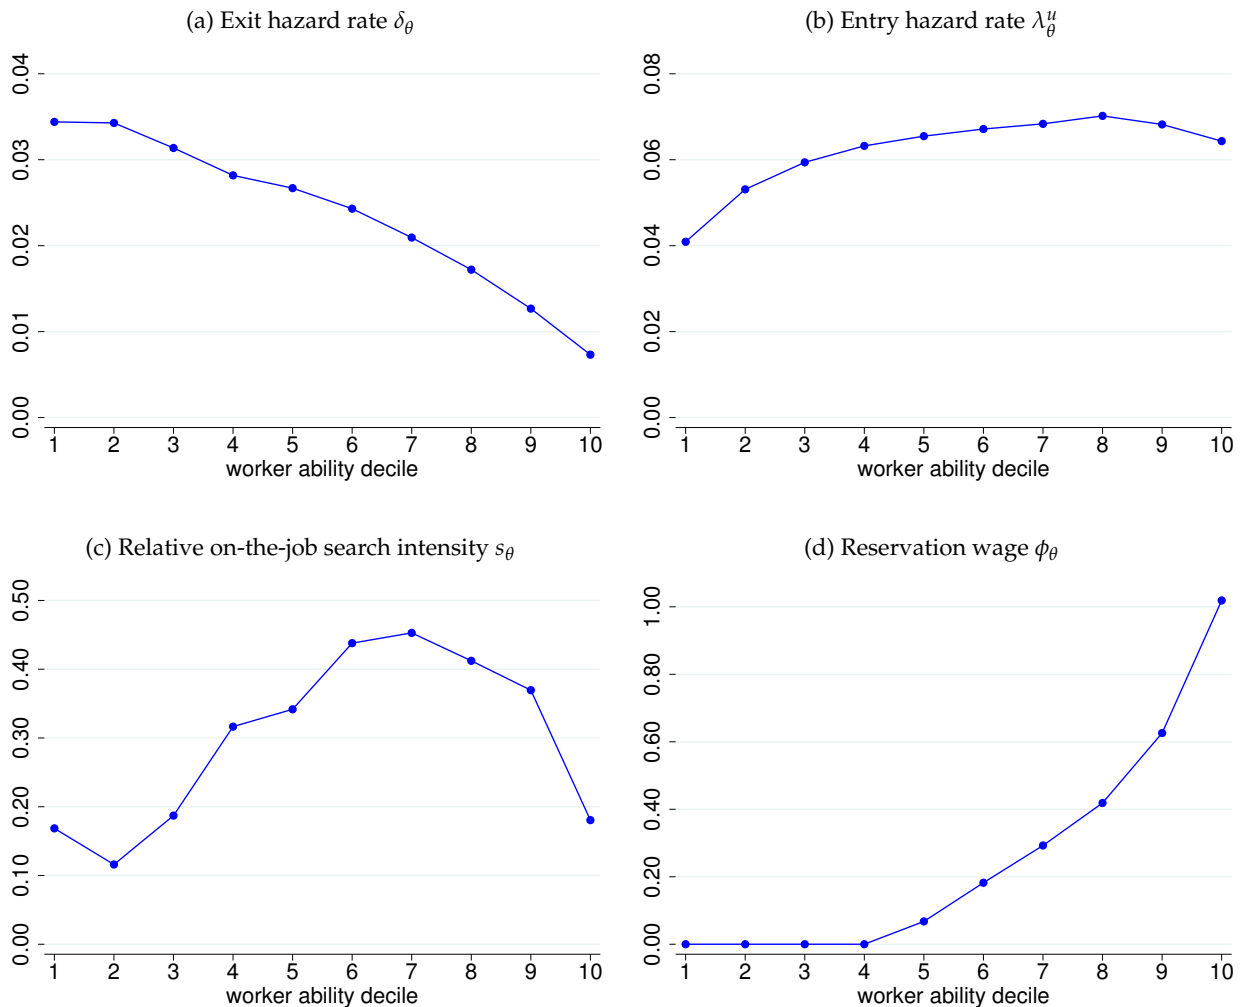 (a) Exit hazard rate δθ
0.04
0.03
0.02
0.01
0.00
1 2 3 4 5 6 7 8 9 10
worker ability decile
(b) Entry hazard rate λᵘθ
0.08
0.06
0.04
0.02
0.00
1 2 3 4 5 6 7 8 9 10
worker ability decile
(c) Relative on-the-job search intensity sθ
0.50
0.40
0.30
0.20
0.10
0.00
1 2 3 4 5 6 7 8 9 10
worker ability decile
(d) Reservation wage ϕθ
1.00
0.80
0.60
0.40
0.20
0.00
1 2 3 4 5 6 7 8 9 10
worker ability decile